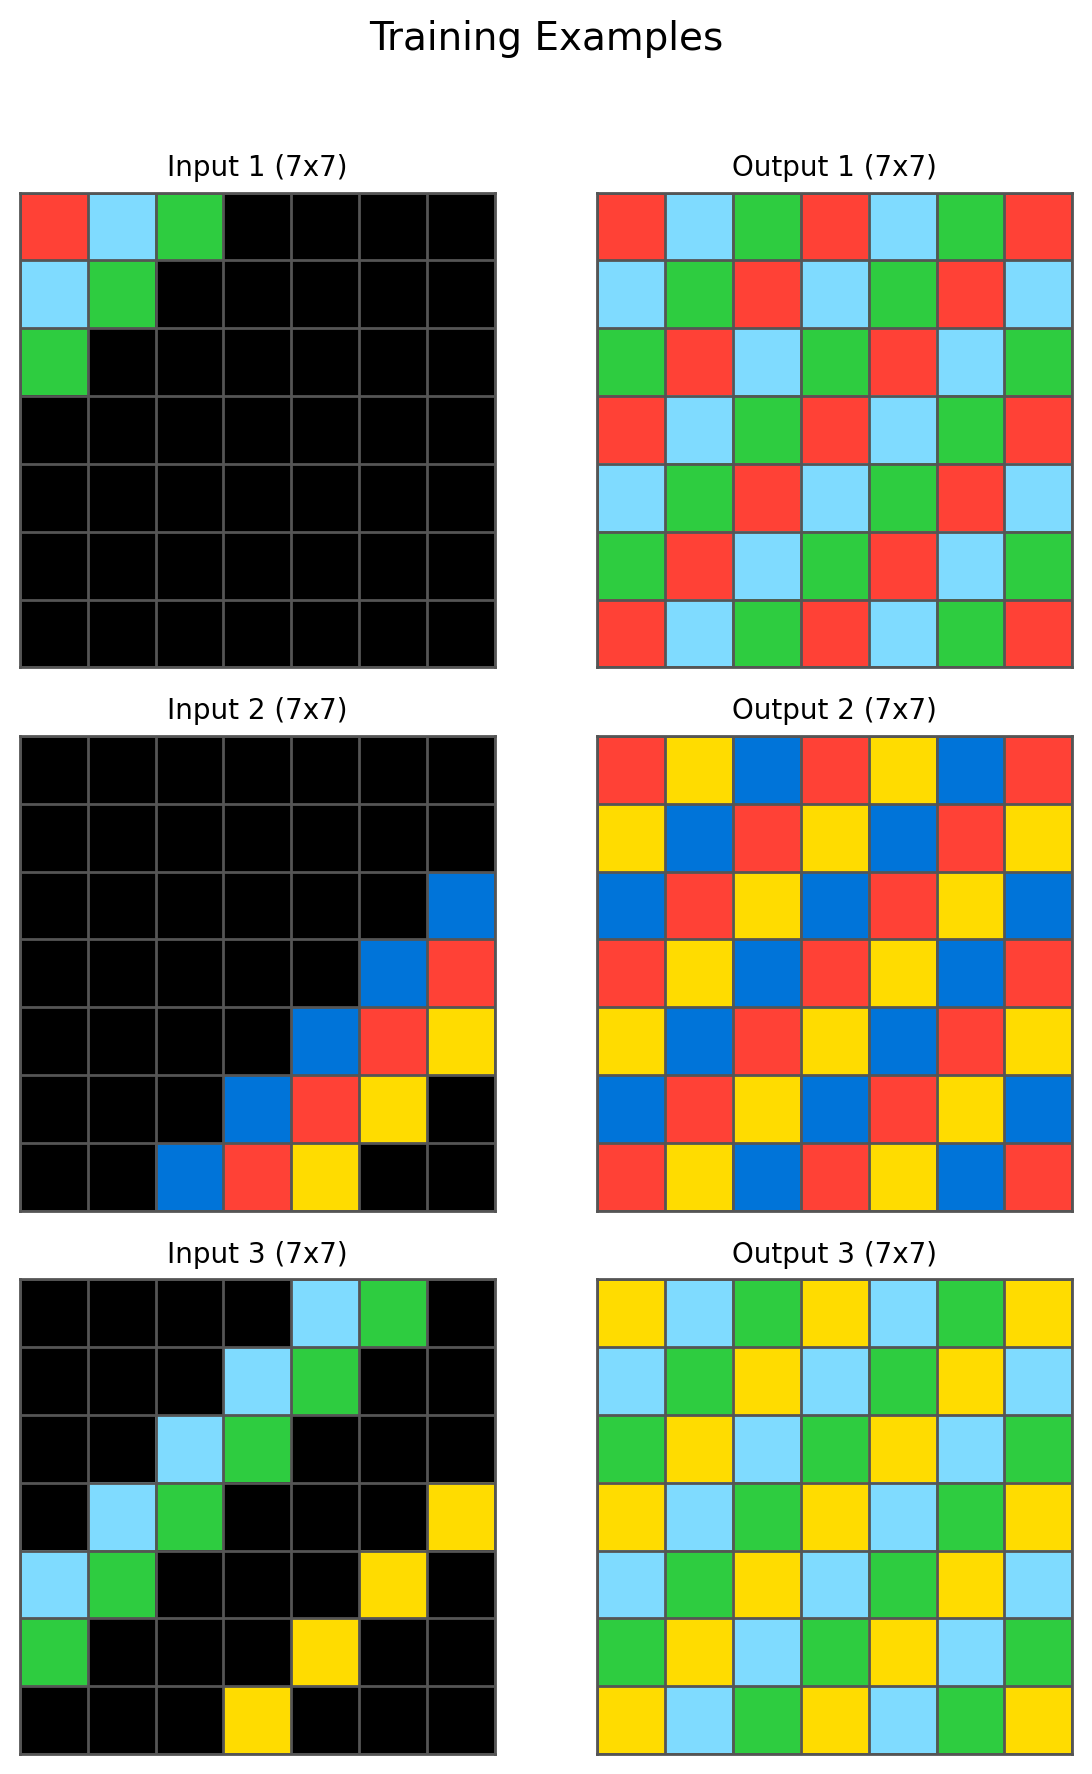 Training Examples
Input 1 (7x7)
Output 1 (7x7)
Input 2 (7x7)
Output 2 (7x7)
Input 3 (7x7)
Output 3 (7x7)